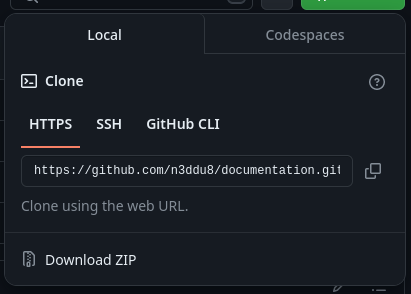 Local
Codespaces
Clone
HTTPS
SSH
GitHub CLI
https://github.com/n3ddu8/documentation.git
Clone using the web URL.
Download ZIP